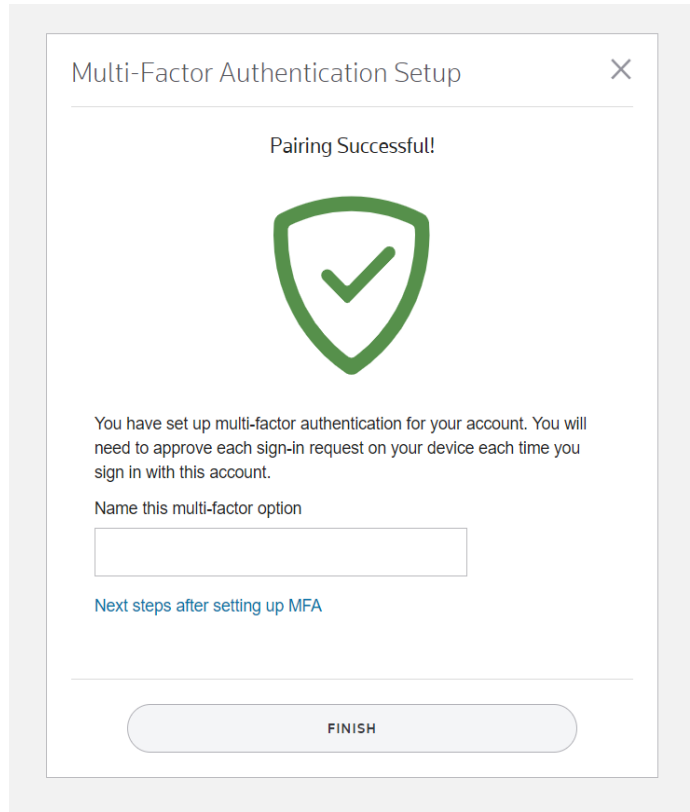 Multi-Factor Authentication Setup
Pairing Successful!
You have set up multi-factor authentication for your account. You will
need to approve each sign-in request on your device each time you
sign in with this account.
Name this multi-factor option
Next steps after setting up MFA
FINISH